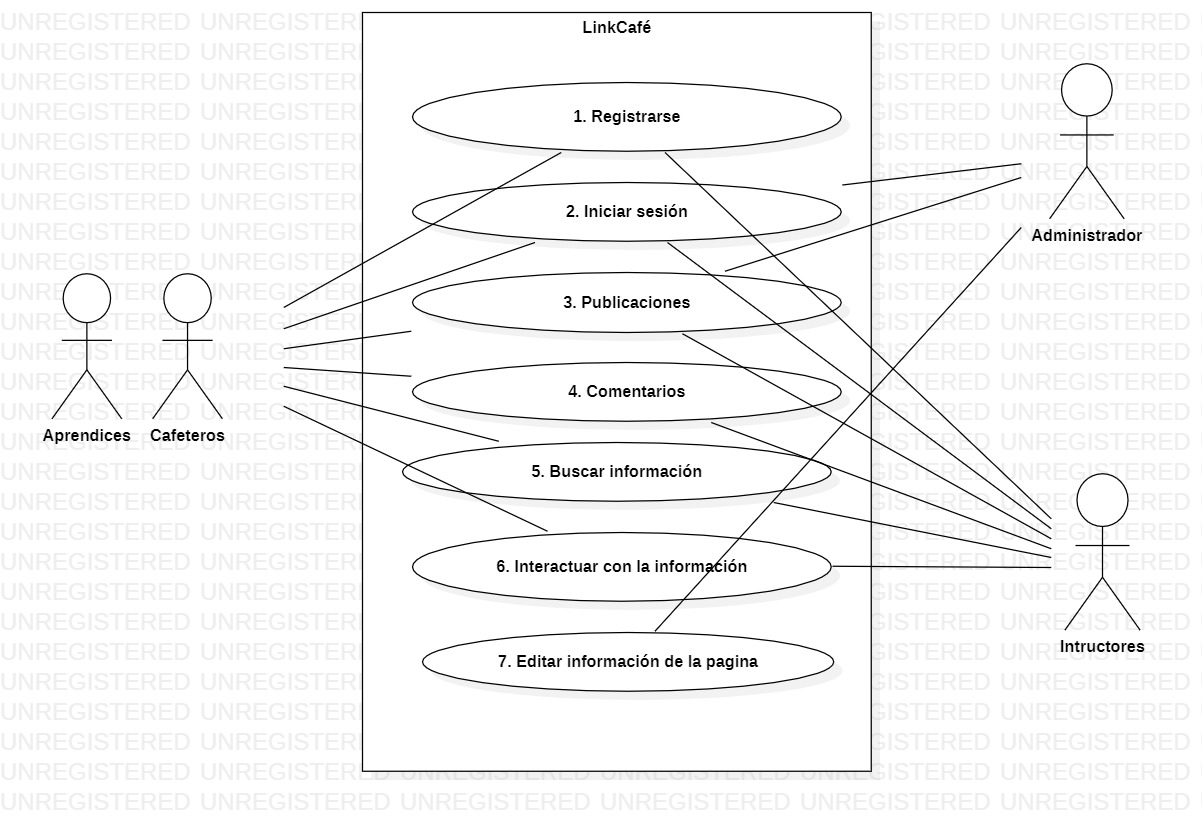 LinkCafé
1. Registrarse
2. Iniciar sesión
3. Publicaciones
4. Comentarios
5. Buscar información
6. Interactuar con la información
7. Editar información de la pagina
Aprendices
Cafeteros
Administrador
Intructores
UNREGISTERED